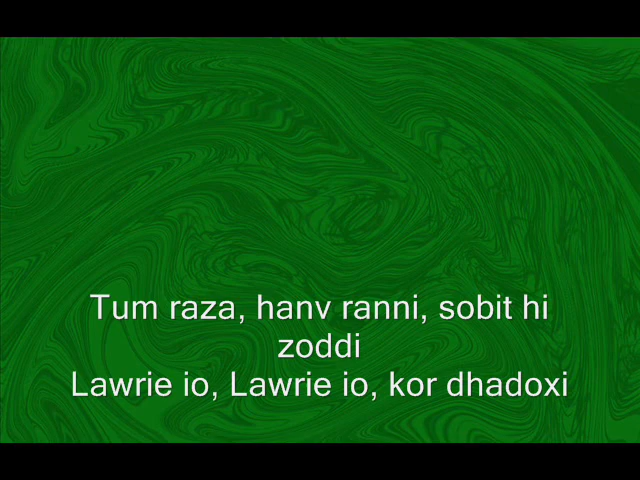 Tum raza, hanv ranni, sobit hi
zoddi
Lawrie io, Lawrie io, kor dhadoxi